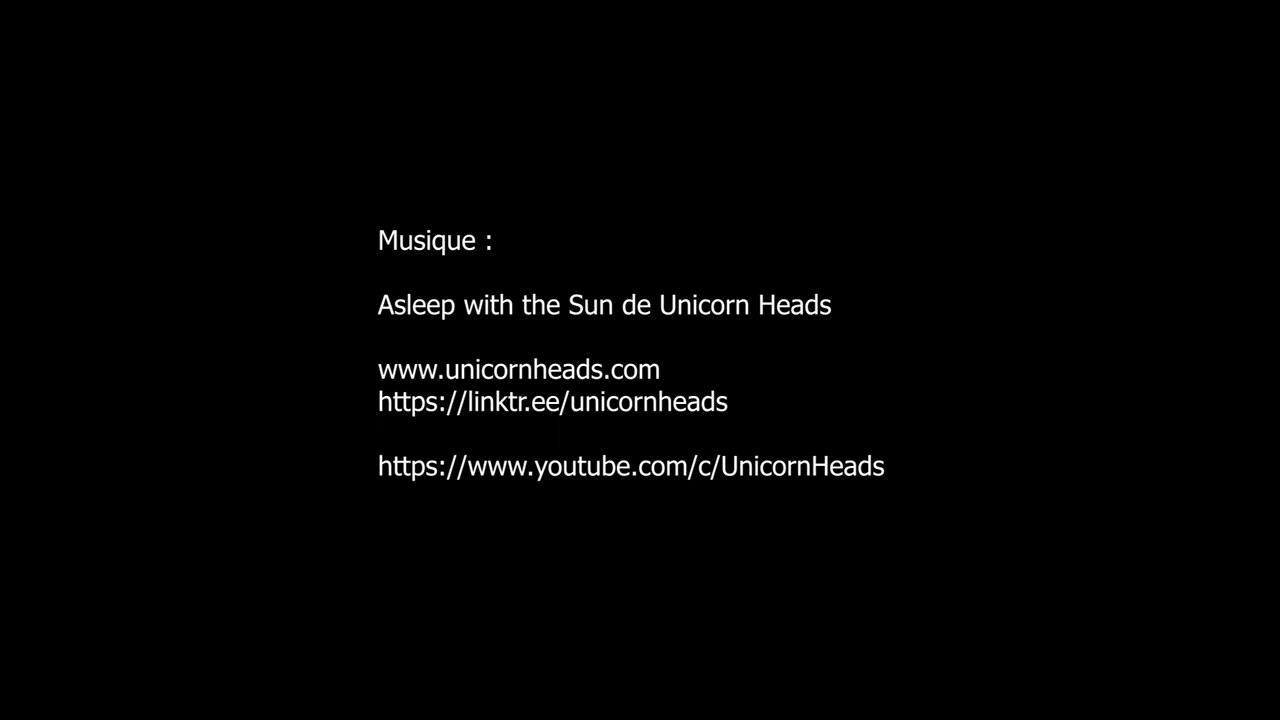 Musique :
Asleep with the Sun de Unicorn Heads
www.unicornheads.com
https://linktr.ee/unicornheads
https://www.youtube.com/c/UnicornHeads